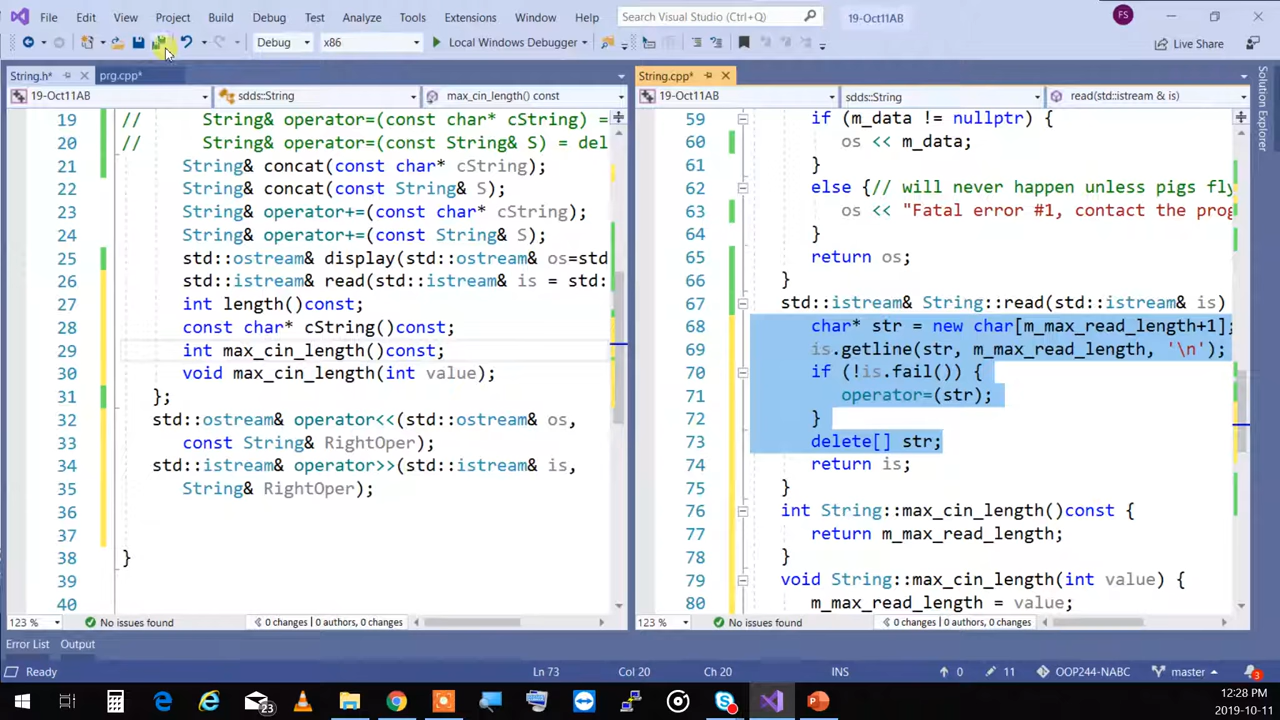 File Edit View Project Build Debug Test Analyze Tools Extensions Window Help Search Visual Studio (Ctrl+Q) 19-Oct11AB FS
Debug x86 Local Windows Debugger Live Share
String.h* prg.cpp*
19-Oct11AB sdds::String max_cin_length() const
19 // String& operator=(const char* cString) =
20 // String& operator=(const String& S) = del
21 String& concat(const char* cString);
22 String& concat(const String& S);
23 String& operator+=(const char* cString);
24 String& operator+=(const String& S);
25 std::ostream& display(std::ostream& os=std
26 std::istream& read(std::istream& is = std:
27 int length()const;
28 const char* cString()const;
29 int max_cin_length()const;
30 void max_cin_length(int value);
31 };
32 std::ostream& operator<<(std::ostream& os,
33 const String& RightOper);
34 std::istream& operator>>(std::istream& is,
35 String& RightOper);
36
37
38 }
39
40
123 % No issues found 0 changes | 0 authors, 0 changes
String.cpp*
19-Oct11AB sdds::String read(std::istream & is)
59 if (m_data != nullptr) {
60 os << m_data;
61 }
62 else {// will never happen unless pigs fly
63 os << "Fatal error #1, contact the prog
64 }
65 return os;
66 }
67 std::istream& String::read(std::istream& is)
68 char* str = new char[m_max_read_length+1];
69 is.getline(str, m_max_read_length, '\n');
70 if (!is.fail()) {
71 operator=(str);
72 }
73 delete[] str;
74 return is;
75 }
76 int String::max_cin_length()const {
77 return m_max_read_length;
78 }
79 void String::max_cin_length(int value) {
80 m_max_read_length = value;
123 % No issues found 0 changes | 0 authors, 0 changes
Solution Explorer
Error List Output
Ready Ln 73 Col 20 Ch 20 INS 0 11 OOP244-NABC master 3
23
12:28 PM
2019-10-11